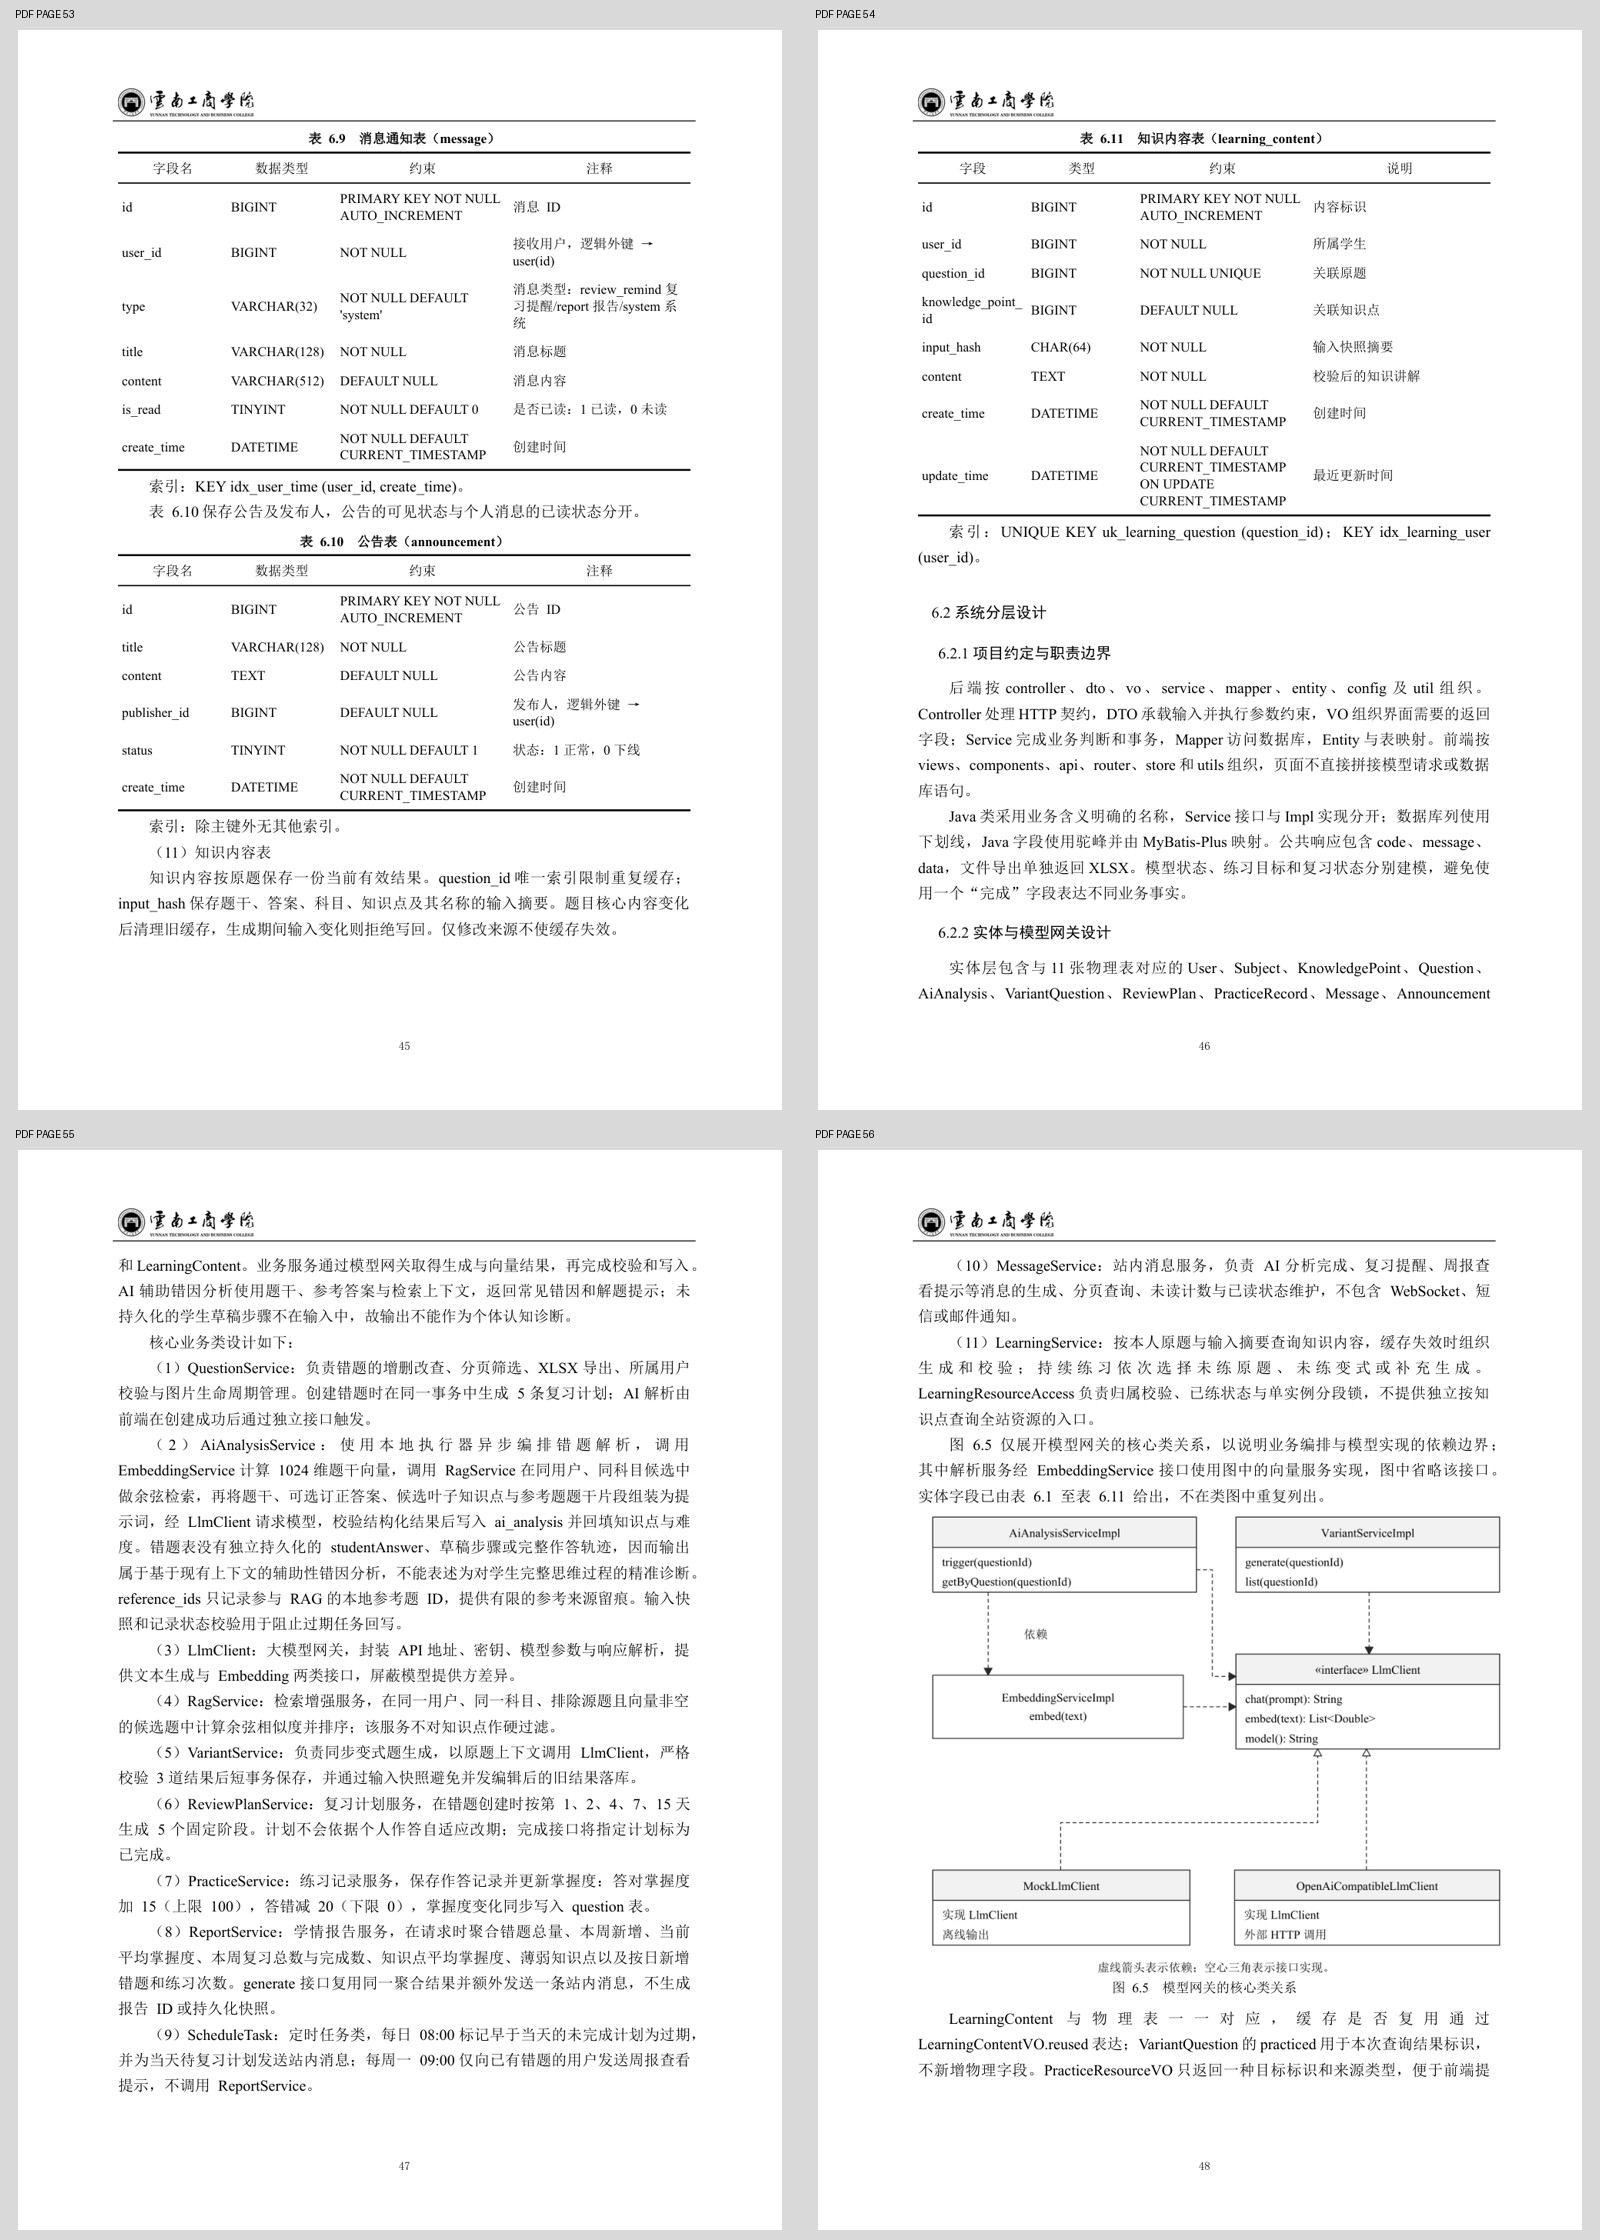 PDF PAGE 53
雲南工商學院
YUNNAN TECHNOLOGY AND BUSINESS COLLEGE
表 6.9 消息通知表（message）
字段名 数据类型 约束 注释
id BIGINT PRIMARY KEY NOT NULL AUTO_INCREMENT 消息 ID
user_id BIGINT NOT NULL 接收用户，逻辑外键 → user(id)
type VARCHAR(32) NOT NULL DEFAULT 'system' 消息类型：review_remind 复习提醒/report 报告/system 系统
title VARCHAR(128) NOT NULL 消息标题
content VARCHAR(512) DEFAULT NULL 消息内容
is_read TINYINT NOT NULL DEFAULT 0 是否已读：1 已读，0 未读
create_time DATETIME NOT NULL DEFAULT CURRENT_TIMESTAMP 创建时间
索引：KEY idx_user_time (user_id, create_time)。
表 6.10 保存公告及发布人，公告的可见状态与个人消息的已读状态分开。
表 6.10 公告表（announcement）
字段名 数据类型 约束 注释
id BIGINT PRIMARY KEY NOT NULL AUTO_INCREMENT 公告 ID
title VARCHAR(128) NOT NULL 公告标题
content TEXT DEFAULT NULL 公告内容
publisher_id BIGINT DEFAULT NULL 发布人，逻辑外键 → user(id)
status TINYINT NOT NULL DEFAULT 1 状态：1 正常，0 下线
create_time DATETIME NOT NULL DEFAULT CURRENT_TIMESTAMP 创建时间
索引：除主键外无其他索引。
（11）知识内容表
知识内容按原题保存一份当前有效结果。question_id 唯一索引限制重复缓存；
input_hash 保存题干、答案、科目、知识点及其名称的输入摘要。题目核心内容变化
后清理旧缓存，生成期间输入变化则拒绝写回。仅修改来源不使缓存失效。
45
PDF PAGE 54
雲南工商學院
YUNNAN TECHNOLOGY AND BUSINESS COLLEGE
表 6.11 知识内容表（learning_content）
字段 类型 约束 说明
id BIGINT PRIMARY KEY NOT NULL AUTO_INCREMENT 内容标识
user_id BIGINT NOT NULL 所属学生
question_id BIGINT NOT NULL UNIQUE 关联原题
knowledge_point_id BIGINT DEFAULT NULL 关联知识点
input_hash CHAR(64) NOT NULL 输入快照摘要
content TEXT NOT NULL 校验后的知识讲解
create_time DATETIME NOT NULL DEFAULT CURRENT_TIMESTAMP 创建时间
update_time DATETIME NOT NULL DEFAULT CURRENT_TIMESTAMP ON UPDATE CURRENT_TIMESTAMP 最近更新时间
索引：UNIQUE KEY uk_learning_question (question_id)；KEY idx_learning_user
(user_id)。
6.2 系统分层设计
6.2.1 项目约定与职责边界
后端按 controller、dto、vo、service、mapper、entity、config 及 util 组织。
Controller 处理 HTTP 契约，DTO 承载输入并执行参数约束，VO 组织界面需要的返回
字段；Service 完成业务判断和事务，Mapper 访问数据库，Entity 与表映射。前端按
views、components、api、router、store 和 utils 组织，页面不直接拼接模型请求或数据
库语句。
Java 类采用业务含义明确的名称，Service 接口与 Impl 实现分开；数据库列使用
下划线，Java 字段使用驼峰并由 MyBatis-Plus 映射。公共响应包含 code、message、
data，文件导出单独返回 XLSX。模型状态、练习目标和复习状态分别建模，避免使
用一个“完成”字段表达不同业务事实。
6.2.2 实体与模型网关设计
实体层包含与 11 张物理表对应的 User、Subject、KnowledgePoint、Question、
AiAnalysis、VariantQuestion、ReviewPlan、PracticeRecord、Message、Announcement
46
PDF PAGE 55
雲南工商學院
YUNNAN TECHNOLOGY AND BUSINESS COLLEGE
和 LearningContent。业务服务通过模型网关取得生成与向量结果，再完成校验和写入。
AI 辅助错因分析使用题干、参考答案与检索上下文，返回常见错因和解题提示；未
持久化的学生草稿步骤不在输入中，故输出不能作为个体认知诊断。
核心业务类设计如下：
（1）QuestionService：负责错题的增删改查、分页筛选、XLSX 导出、所属用户
校验与图片生命周期管理。创建错题时在同一事务中生成 5 条复习计划；AI 解析由
前端在创建成功后通过独立接口触发。
（2）AiAnalysisService：使用本地执行器异步编排错题解析，调用
EmbeddingService 计算 1024 维题干向量，调用 RagService 在同用户、同科目候选中
做余弦检索，再将题干、可选订正答案、候选叶子知识点与参考题题干片段组装为提
示词，经 LlmClient 请求模型，校验结构化结果后写入 ai_analysis 并回填知识点与难
度。错题表没有独立持久化的 studentAnswer、草稿步骤或完整作答轨迹，因而输出
属于基于现有上下文的辅助性错因分析，不能表述为对学生完整思维过程的精准诊断。
reference_ids 只记录参与 RAG 的本地参考题 ID，提供有限的参考来源留痕。输入快
照和记录状态校验用于阻止过期任务回写。
（3）LlmClient：大模型网关，封装 API 地址、密钥、模型参数与响应解析，提
供文本生成与 Embedding 两类接口，屏蔽模型提供方差异。
（4）RagService：检索增强服务，在同一用户、同一科目、排除源题且向量非空
的候选题中计算余弦相似度并排序；该服务不对知识点作硬过滤。
（5）VariantService：负责同步变式题生成，以原题上下文调用 LlmClient，严格
校验 3 道结果后短事务保存，并通过输入快照避免并发编辑后的旧结果落库。
（6）ReviewPlanService：复习计划服务，在错题创建时按第 1、2、4、7、15 天
生成 5 个固定阶段。计划不会依据个人作答自适应改期；完成接口将指定计划标为
已完成。
（7）PracticeService：练习记录服务，保存作答记录并更新掌握度：答对掌握度
加 15（上限 100），答错减 20（下限 0），掌握度变化同步写入 question 表。
（8）ReportService：学情报告服务，在请求时聚合错题总量、本周新增、当前
平均掌握度、本周复习总数与完成数、知识点平均掌握度、薄弱知识点以及按日新增
错题和练习次数。generate 接口复用同一聚合结果并额外发送一条站内消息，不生成
报告 ID 或持久化快照。
（9）ScheduleTask：定时任务类，每日 08:00 标记早于当天的未完成计划为过期，
并为当天待复习计划发送站内消息；每周一 09:00 仅向已有错题的用户发送周报查看
提示，不调用 ReportService。
47
PDF PAGE 56
雲南工商學院
YUNNAN TECHNOLOGY AND BUSINESS COLLEGE
（10）MessageService：站内消息服务，负责 AI 分析完成、复习提醒、周报查
看提示等消息的生成、分页查询、未读计数与已读状态维护，不包含 WebSocket、短
信或邮件通知。
（11）LearningService：按本人原题与输入摘要查询知识内容，缓存失效时组织
生成和校验；持续练习依次选择未练原题、未练变式或补充生成。
LearningResourceAccess 负责归属校验、已练状态与单实例分段锁，不提供独立按知
识点查询全站资源的入口。
图 6.5 仅展开模型网关的核心类关系，以说明业务编排与模型实现的依赖边界；
其中解析服务经 EmbeddingService 接口使用图中的向量服务实现，图中省略该接口。
实体字段已由表 6.1 至表 6.11 给出，不在类图中重复列出。
AiAnalysisServiceImpl
trigger(questionId)
getByQuestion(questionId)
VariantServiceImpl
generate(questionId)
list(questionId)
依赖
EmbeddingServiceImpl
embed(text)
«interface» LlmClient
chat(prompt): String
embed(text): List<Double>
model(): String
MockLlmClient
实现 LlmClient
离线输出
OpenAiCompatibleLlmClient
实现 LlmClient
外部 HTTP 调用
虚线箭头表示依赖；空心三角表示接口实现。
图 6.5 模型网关的核心类关系
LearningContent 与物理表一一对应，缓存是否复用通过
LearningContentVO.reused 表达；VariantQuestion 的 practiced 用于本次查询结果标识，
不新增物理字段。PracticeResourceVO 只返回一种目标标识和来源类型，便于前端提
48